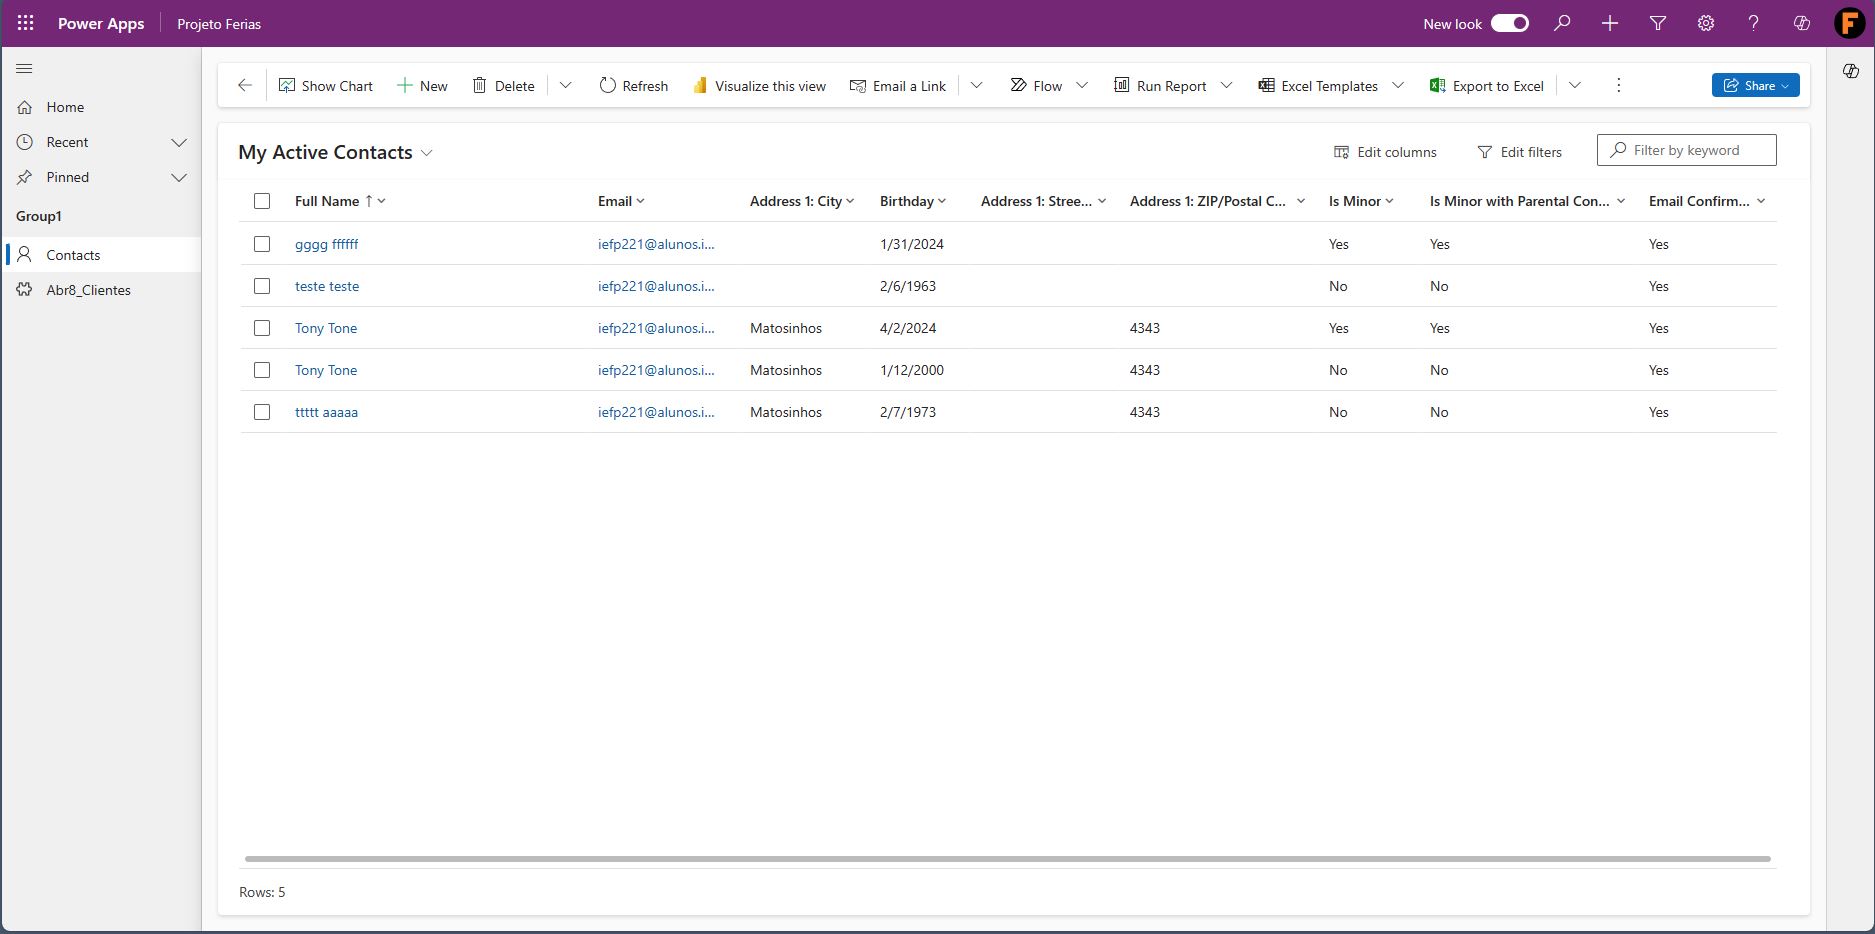 Power Apps Projeto Ferias New look F
Show Chart New Delete Refresh Visualize this view Email a Link Flow Run Report Excel Templates Export to Excel Share
Home
Recent
Pinned
Group1
Contacts
Abr8_Clientes
My Active Contacts Edit columns Edit filters Filter by keyword
Full Name ↑ Email Address 1: City Birthday Address 1: Stree... Address 1: ZIP/Postal C... Is Minor Is Minor with Parental Con... Email Confirm...
gggg ffffff iefp221@alunos.i... 1/31/2024 Yes Yes Yes
teste teste iefp221@alunos.i... 2/6/1963 No No Yes
Tony Tone iefp221@alunos.i... Matosinhos 4/2/2024 4343 Yes Yes Yes
Tony Tone iefp221@alunos.i... Matosinhos 1/12/2000 4343 No No Yes
ttttt aaaaa iefp221@alunos.i... Matosinhos 2/7/1973 4343 No No Yes
Rows: 5